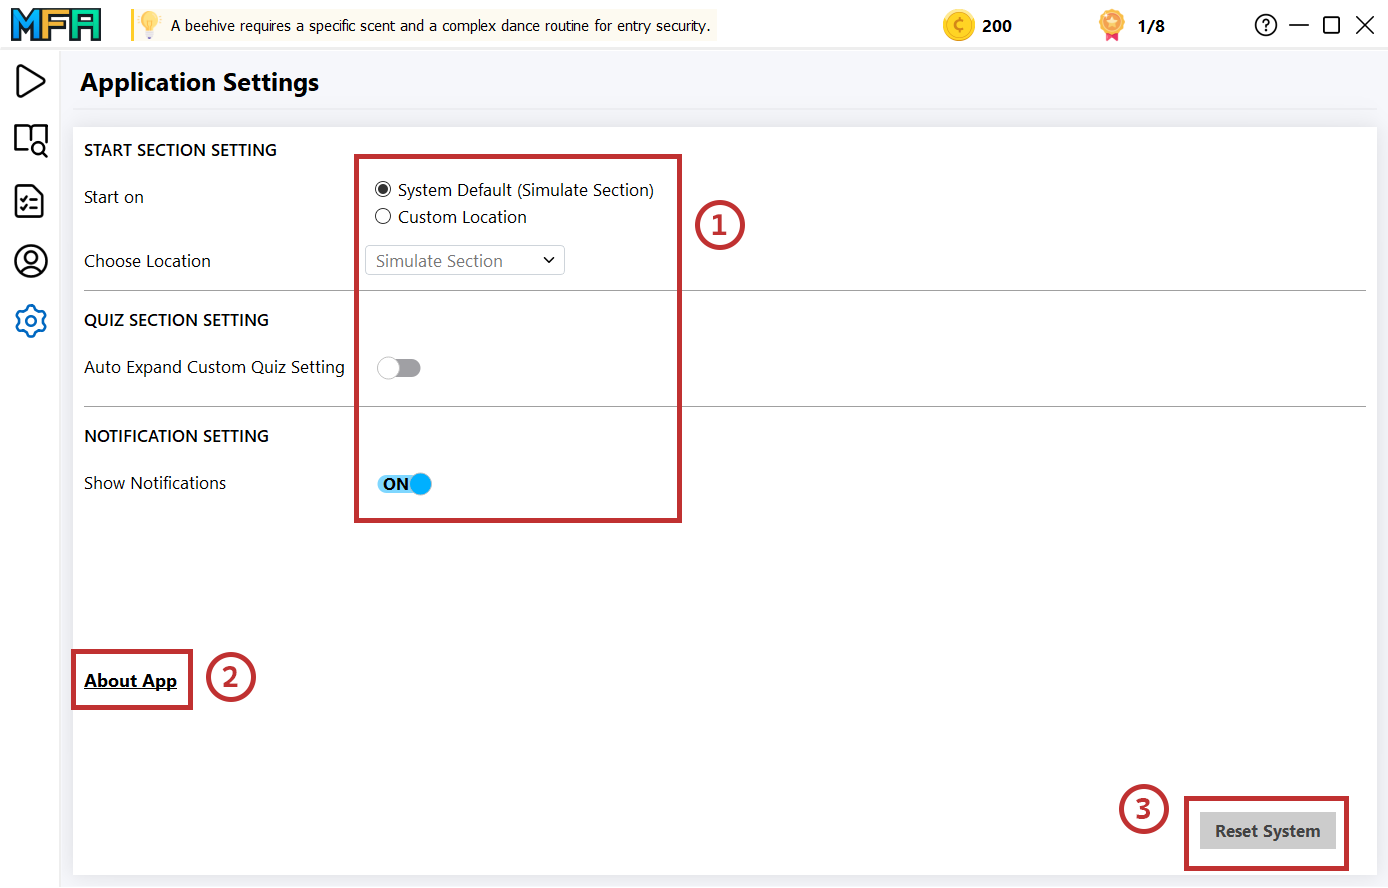 MFA
A beehive requires a specific scent and a complex dance routine for entry security.
200
1/8
Application Settings
START SECTION SETTING
Start on
System Default (Simulate Section)
Custom Location
1
Choose Location
Simulate Section
QUIZ SECTION SETTING
Auto Expand Custom Quiz Setting
NOTIFICATION SETTING
Show Notifications
ON
About App
2
3
Reset System